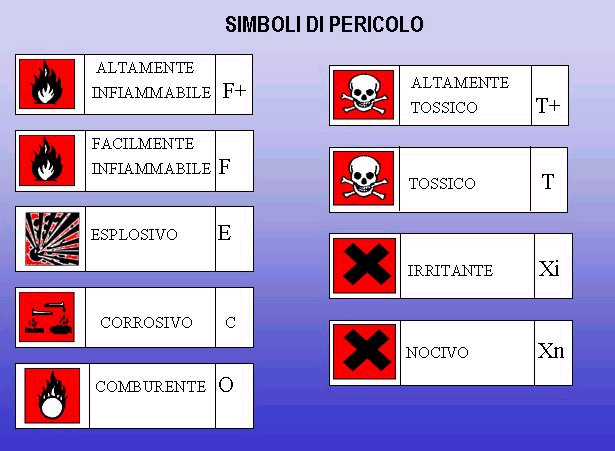 SIMBOLI DI PERICOLO
ALTAMENTE
INFIAMMABILE F+
FACILMENTE
INFIAMMABILE F
ESPLOSIVO E
CORROSIVO C
COMBURENTE O
ALTAMENTE
TOSSICO T+
TOSSICO T
IRRITANTE Xi
NOCIVO Xn